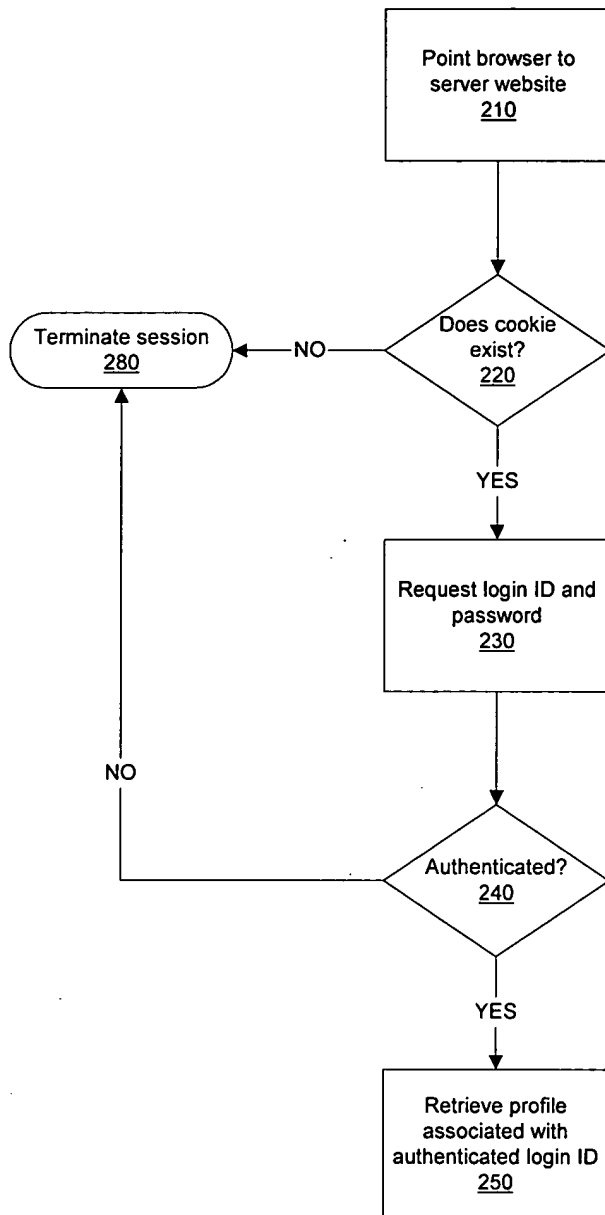 Point browser to
server website
210
Does cookie
exist?
220
NO
Terminate session
280
YES
Request login ID and
password
230
Authenticated?
240
NO
YES
Retrieve profile
associated with
authenticated login ID
250